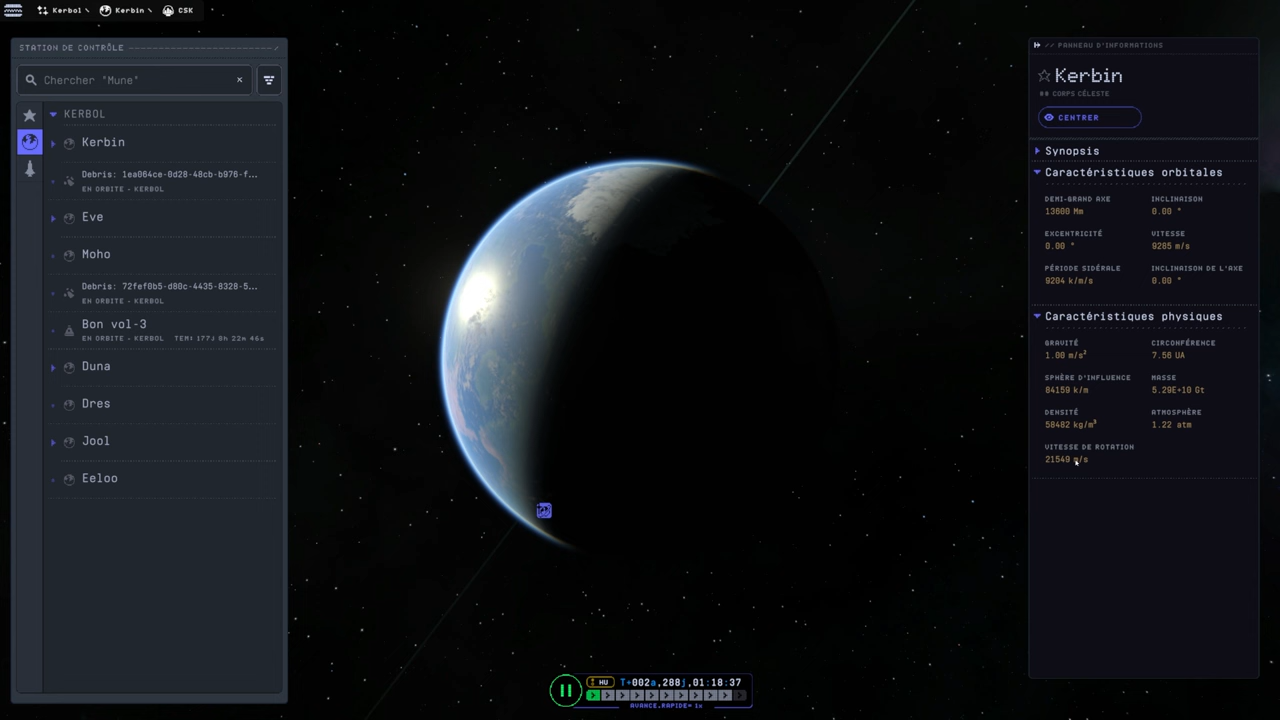 Kerbol
Kerbin
CSK
STATION DE CONTRÔLE
Chercher "Mune"
KERBOL
Kerbin
Debris: 1ea064ce-0d28-48cb-b976-f...
EN ORBITE - KERBOL
Eve
Moho
Debris: 72fef0b5-d80c-4435-8328-5...
EN ORBITE - KERBOL
Bon vol-3
EN ORBITE - KERBOL TEM: 177J 0h 22m 46s
Duna
Dres
Jool
Eeloo
// PANNEAU D'INFORMATIONS
Kerbin
CORPS CÉLESTE
CENTRER
Synopsis
Caractéristiques orbitales
DEMI-GRAND AXE
13600 Mm
INCLINAISON
0.00 °
EXCENTRICITÉ
0.00 °
VITESSE
9285 m/s
PÉRIODE SIDÉRALE
9204 k/m/s
INCLINAISON DE L'AXE
0.00 °
Caractéristiques physiques
GRAVITÉ
1.00 m/s²
CIRCONFÉRENCE
7.56 UA
SPHÈRE D'INFLUENCE
84159 k/m
MASSE
5.29E+10 Gt
DENSITÉ
58482 kg/m³
ATMOSPHÈRE
1.22 atm
VITESSE DE ROTATION
21549 m/s
HU
T+002a,288j,01:18:37
AVANCE.RAPIDE= 1x